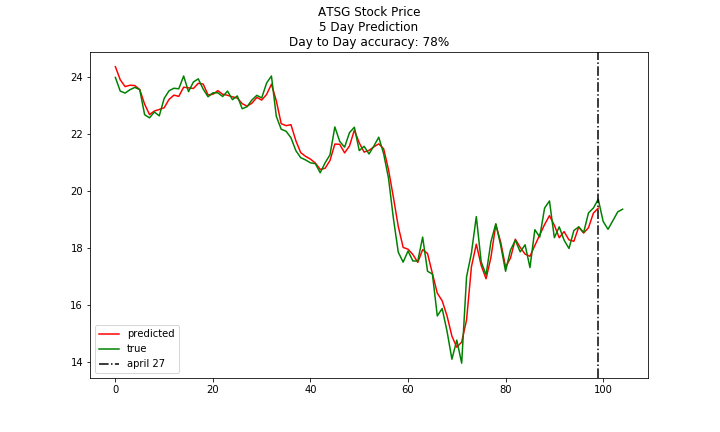 ATSG Stock Price
5 Day Prediction
Day to Day accuracy: 78%
24
22
20
18
16
14
predicted
true
april 27
0
20
40
60
80
100